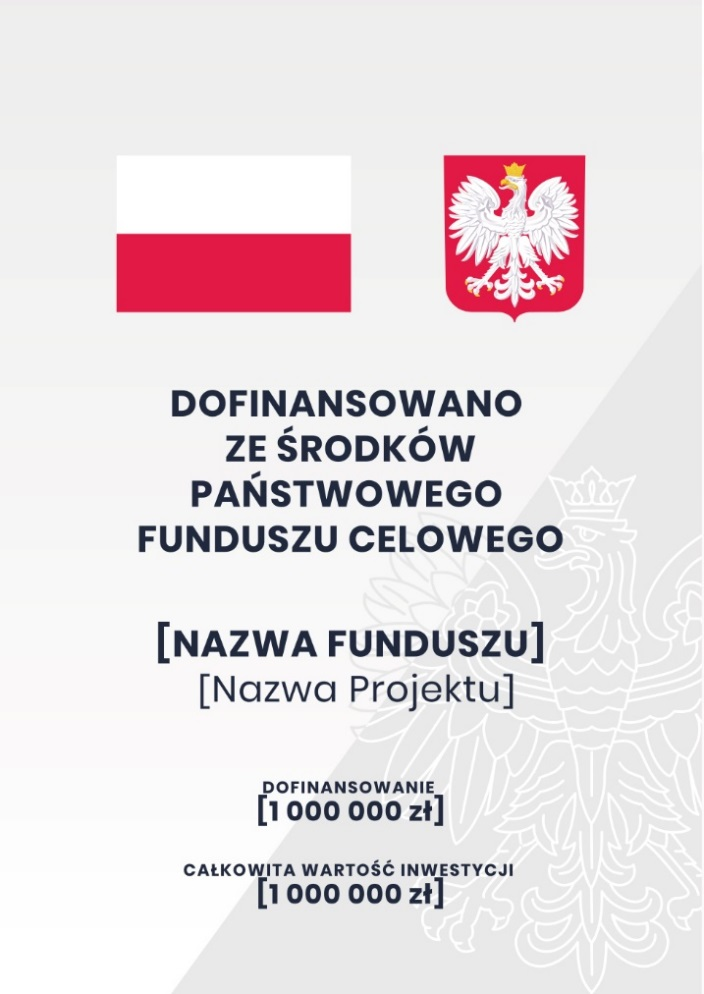 DOFINANSOWANO
ZE ŚRODKÓW
PAŃSTWOWEGO
FUNDUSZU CELOWEGO
[NAZWA FUNDUSZU]
[Nazwa Projektu]
DOFINANSOWANIE
[1 000 000 zł]
CAŁKOWITA WARTOŚĆ INWESTYCJI
[1 000 000 zł]